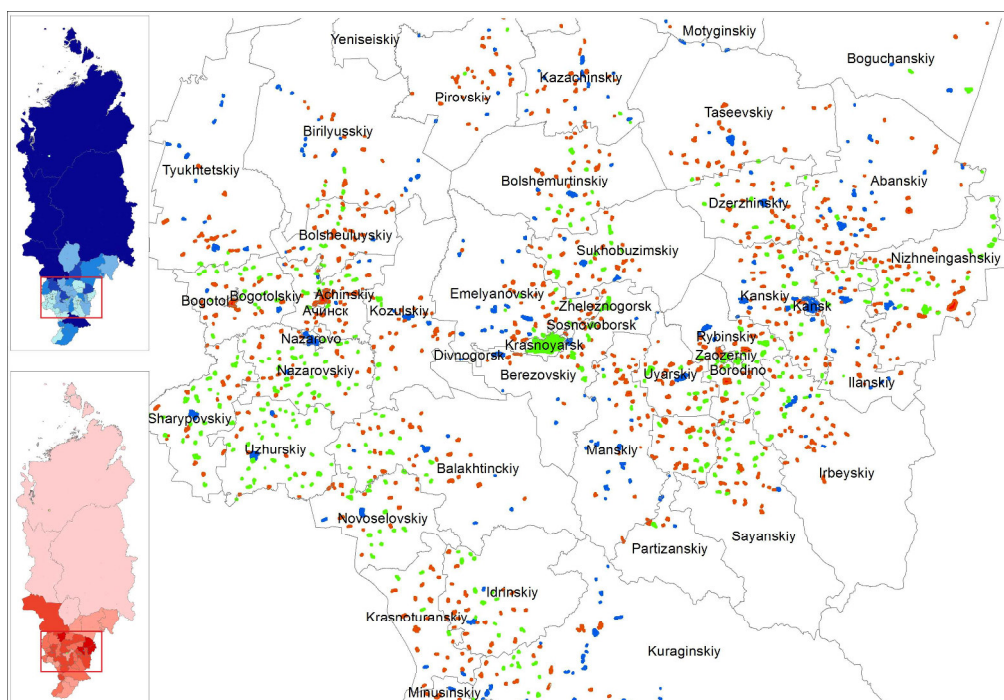 Yeniseiskiy
Motyginskiy
Boguchanskiy
Kazachinskiy
Pirovskiy
Taseevskiy
Birilyusskiy
Tyukhtetskiy
Bolshemurtinskiy
Abanskiy
Dzerzhinskiy
Bolsheuluyskiy
Sukhobuzimskiy
Nizhneingashskiy
Bogotol
Bogotolskiy
Achinskiy
Emelyanovskiy
Kanskiy
Ачинск
Kozulskiy
Zheleznogorsk
Kansk
Sosnovoborsk
Nazarovo
Krasnoyarsk
Rybinskiy
Divnogorsk
Zaozerniy
Nazarovskiy
Berezovskiy
Uyarskiy
Borodino
Ilanskiy
Sharypovskiy
Uzhurskiy
Manskiy
Balakhtinckiy
Irbeyskiy
Novoselovskiy
Partizanskiy
Sayanskiy
Idrinskiy
Krasnoturanskiy
Kuraginskiy
Minusinskiy